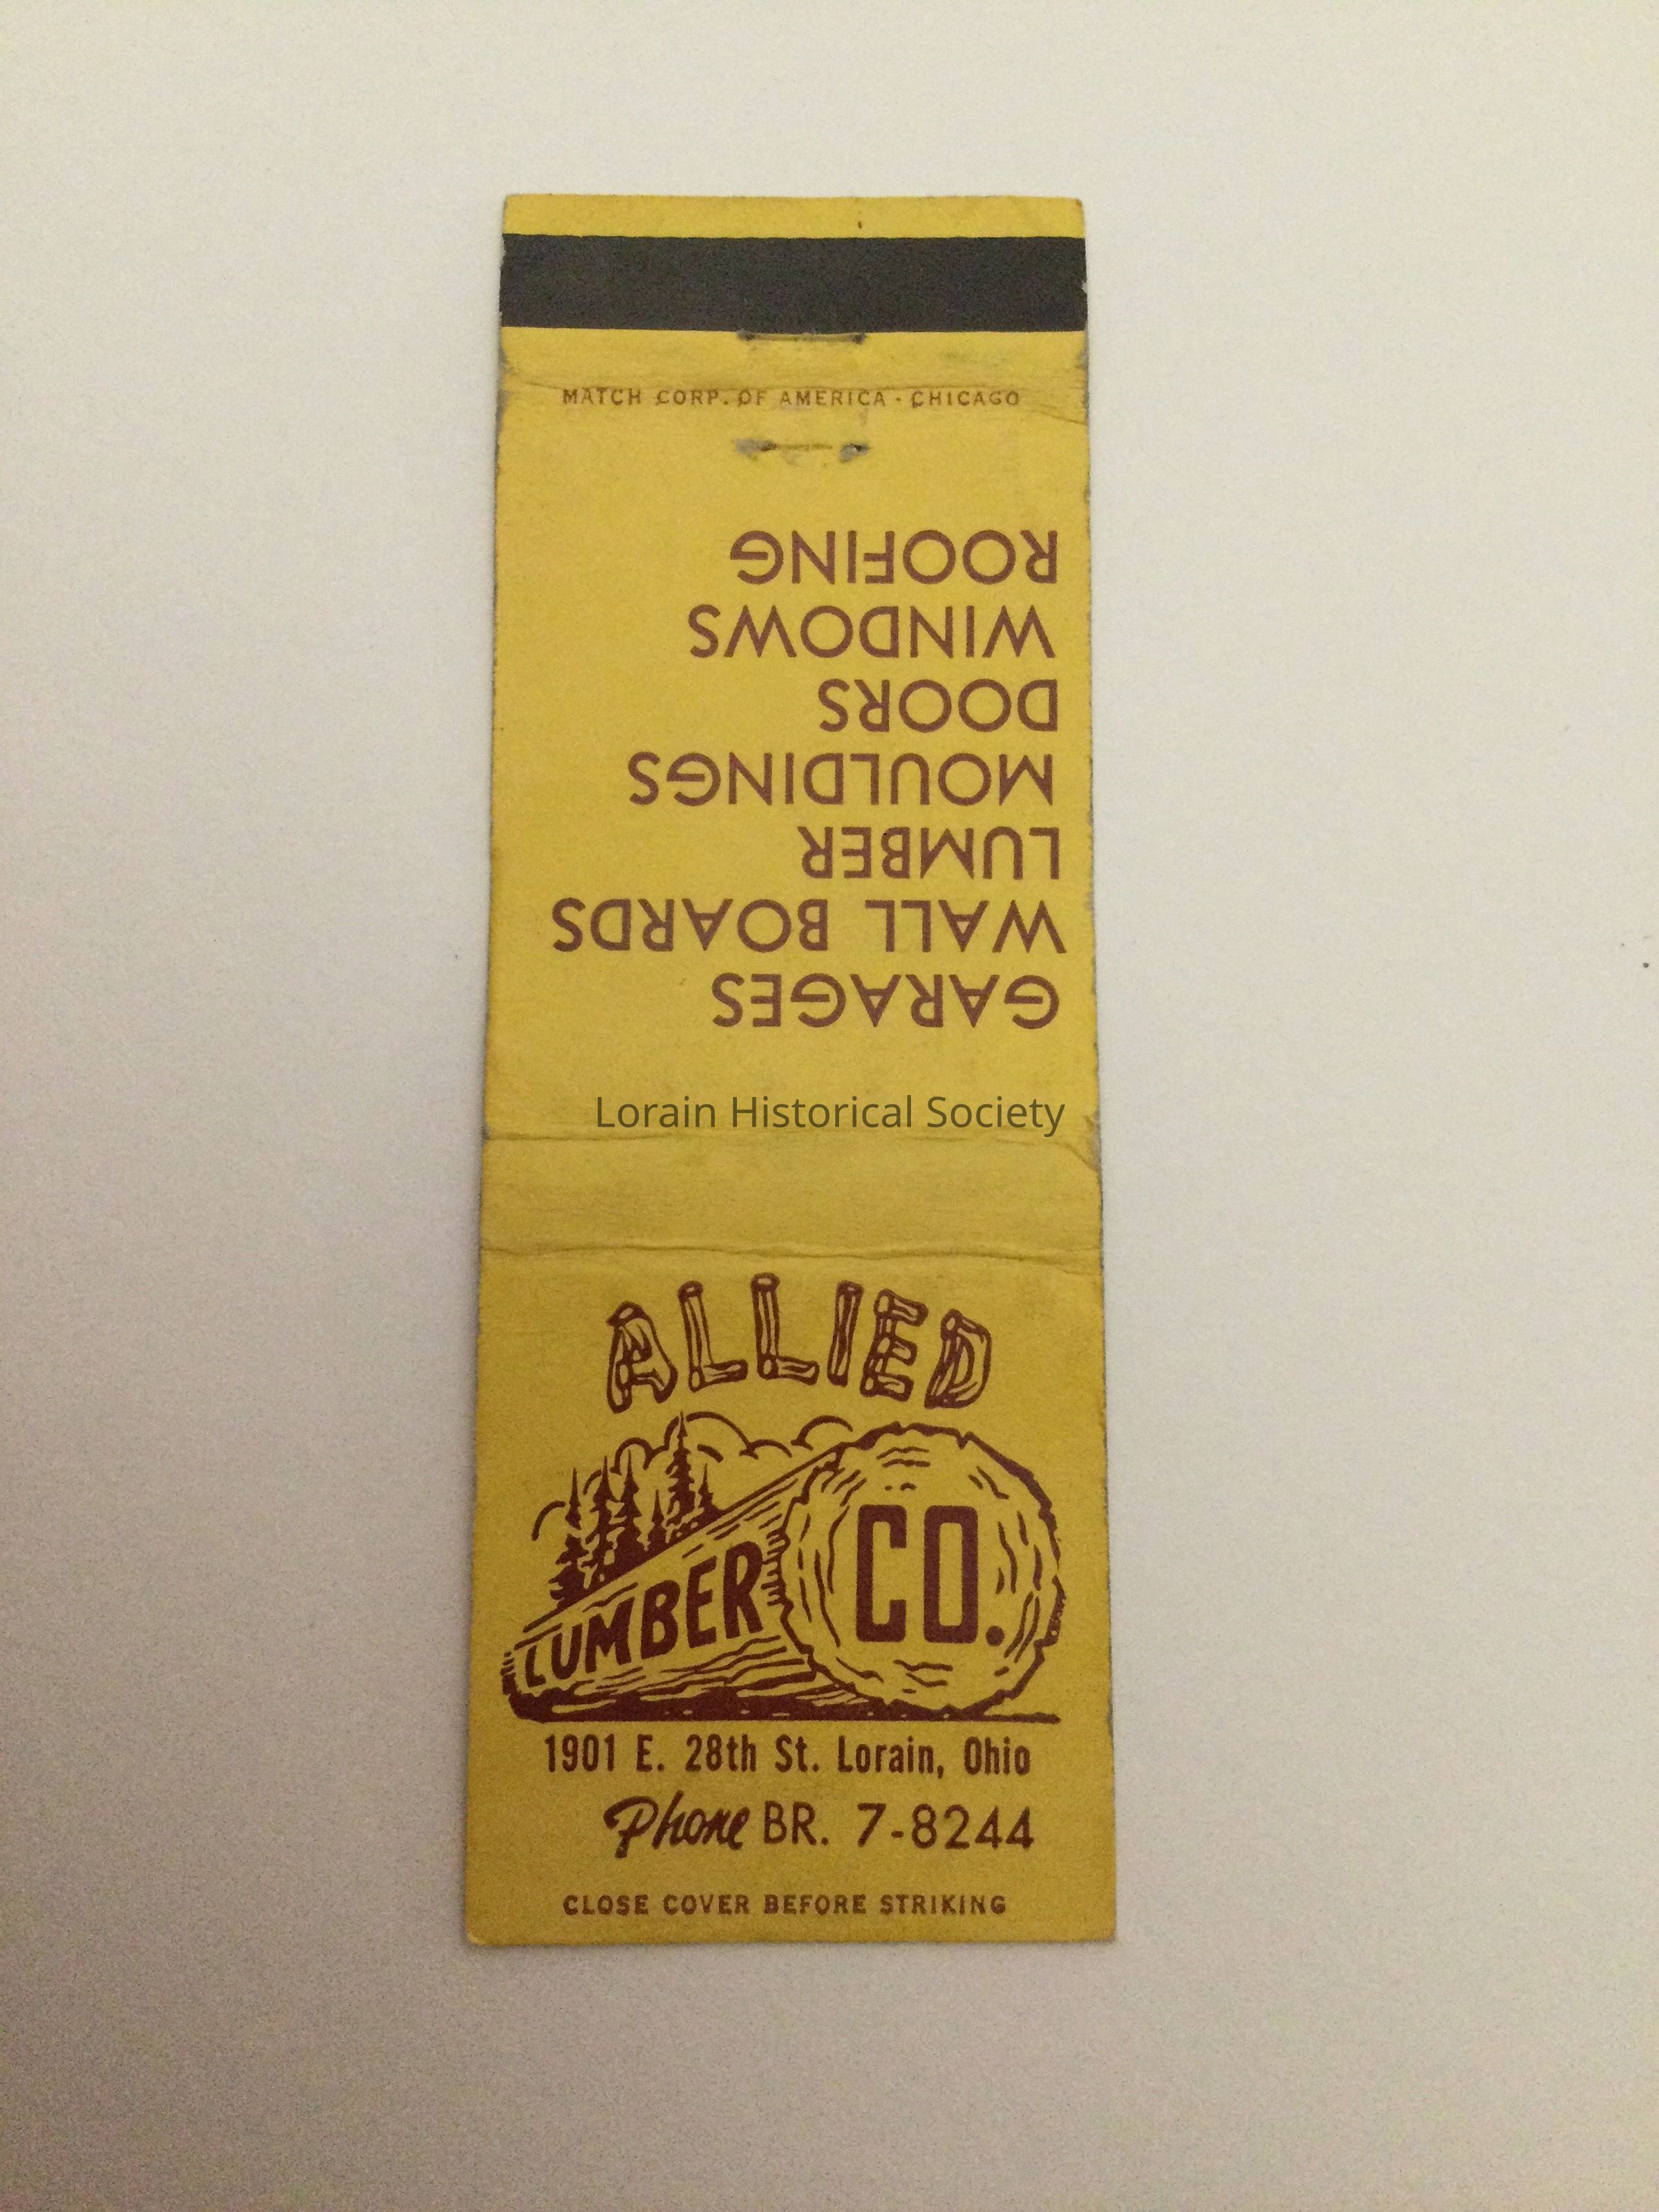 MATCH CORP. OF AMERICA - CHICAGO
GARAGES
WALL BOARDS
LUMBER
MOULDINGS
DOORS
WINDOWS
ROOFING
Lorain Historical Society
ALLIED
LUMBER CO.
1901 E. 28th St. Lorain, Ohio
Phone BR. 7-8244
CLOSE COVER BEFORE STRIKING